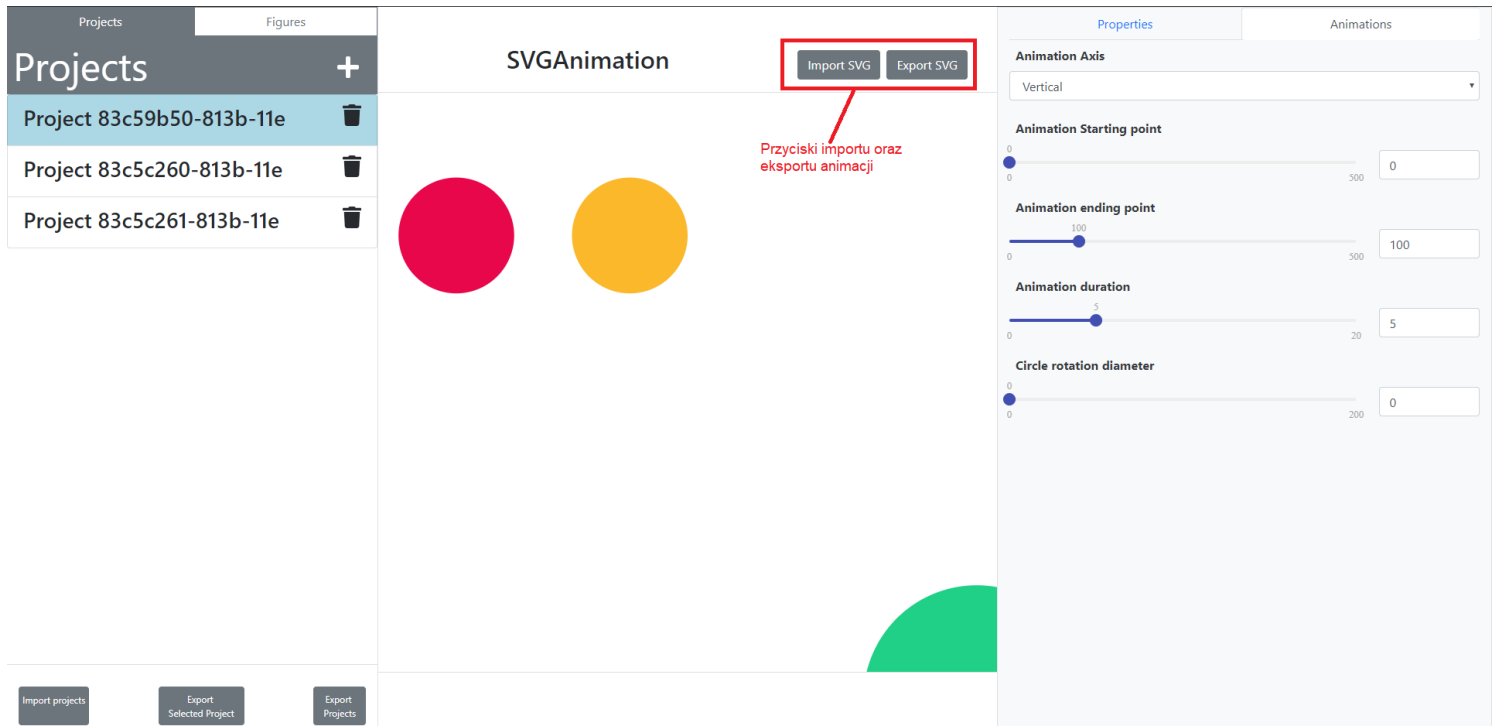 Projects
Figures
Projects
+
Project 83c59b50-813b-11e
Project 83c5c260-813b-11e
Project 83c5c261-813b-11e
Import projects
Export
Selected Project
Export
Projects
SVGAnimation
Import SVG
Export SVG
Przyciski importu oraz
eksportu animacji
Properties
Animations
Animation Axis
Vertical
Animation Starting point
0
0
500
0
Animation ending point
100
0
500
100
Animation duration
5
0
20
5
Circle rotation diameter
0
0
200
0